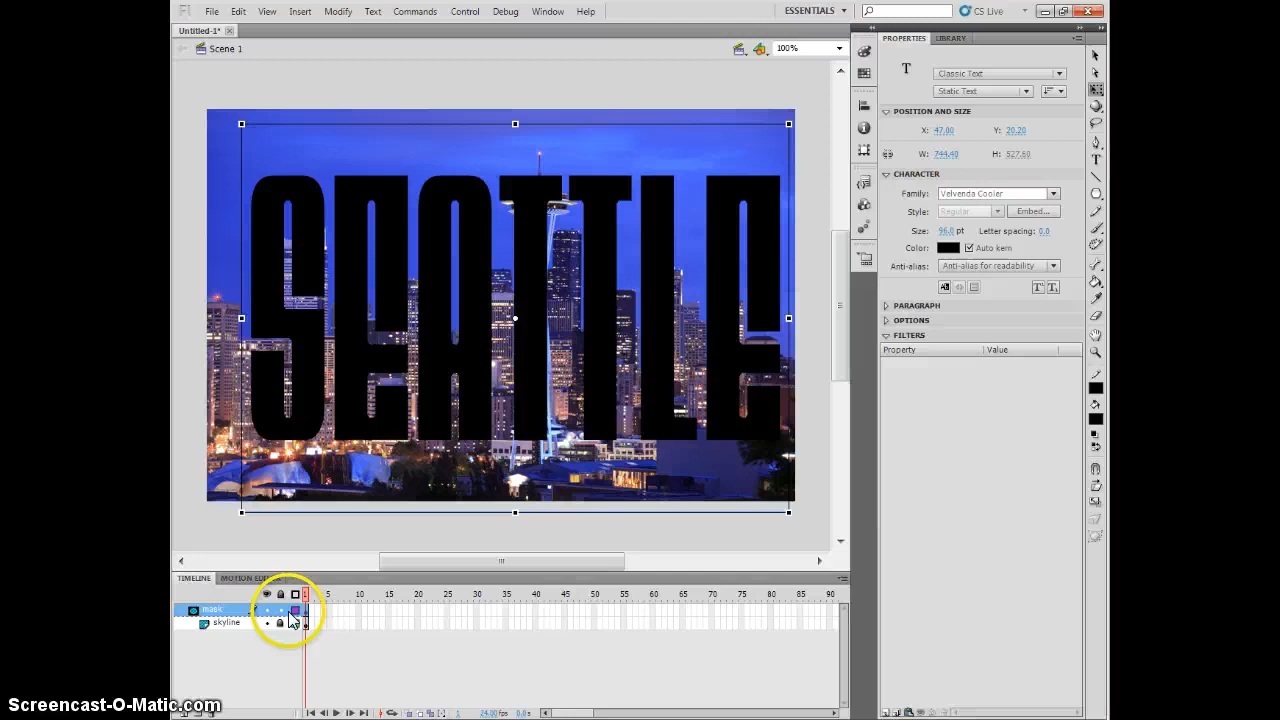 Fl File Edit View Insert Modify Text Commands Control Debug Window Help ESSENTIALS CS Live
Untitled-1*
Scene 1 100%
SEATTLE
PROPERTIES LIBRARY
T Classic Text
Static Text
POSITION AND SIZE
X: 47.00 Y: 20.20
W: 744.40 H: 527.60
CHARACTER
Family: Velvenda Cooler
Style: Regular Embed...
Size: 96.0 pt Letter spacing: 0.0
Color: Auto kern
Anti-alias: Anti-alias for readability
PARAGRAPH
OPTIONS
FILTERS
Property Value
TIMELINE MOTION EDITOR
1 5 10 15 20 25 30 35 40 45 50 55 60 65 70 75 80 85 90
mask
skyline
1 24.00 fps 0.0 s
Screencast-O-Matic.com